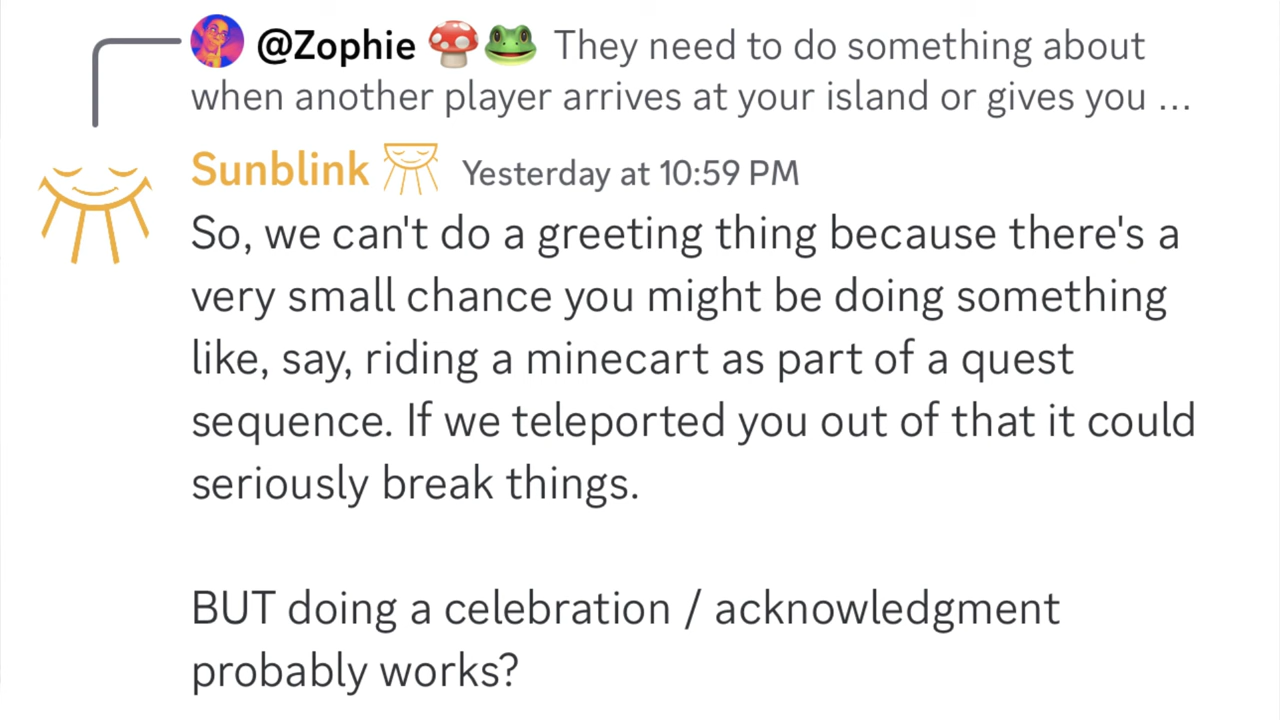 @Zophie 🍄🐸 They need to do something about
when another player arrives at your island or gives you ...
Sunblink Yesterday at 10:59 PM
So, we can't do a greeting thing because there's a
very small chance you might be doing something
like, say, riding a minecart as part of a quest
sequence. If we teleported you out of that it could
seriously break things.
BUT doing a celebration / acknowledgment
probably works?